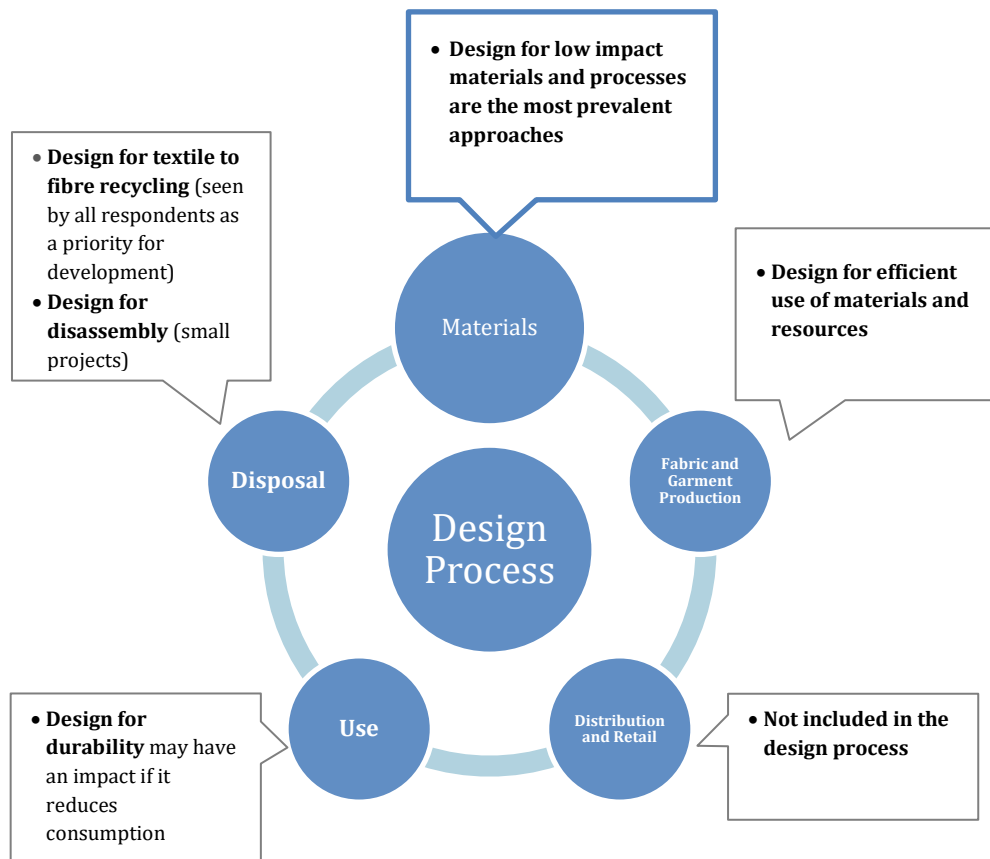 • Design for low impact
materials and processes
are the most prevalent
approaches
• Design for textile to
fibre recycling (seen
by all respondents as
a priority for
development)
• Design for
disassembly (small
projects)
• Design for efficient
use of materials and
resources
Materials
Disposal
Fabric and
Garment
Production
Design
Process
Use
Distribution
and Retail
• Design for
durability may have
an impact if it
reduces
consumption
• Not included in the
design process